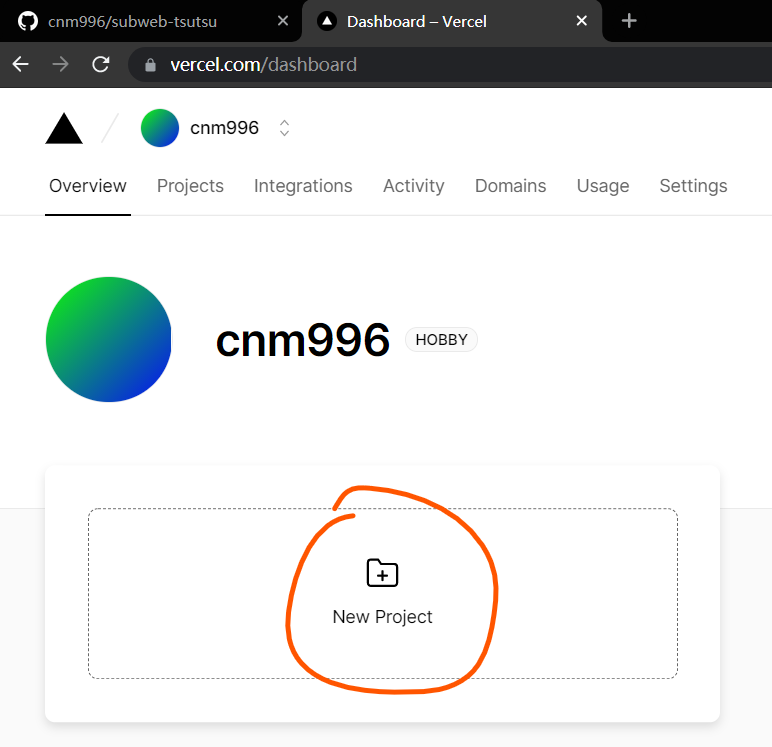 cnm996/subweb-tsutsu
Dashboard – Vercel
vercel.com/dashboard
cnm996
Overview Projects Integrations Activity Domains Usage Settings
cnm996 HOBBY
New Project